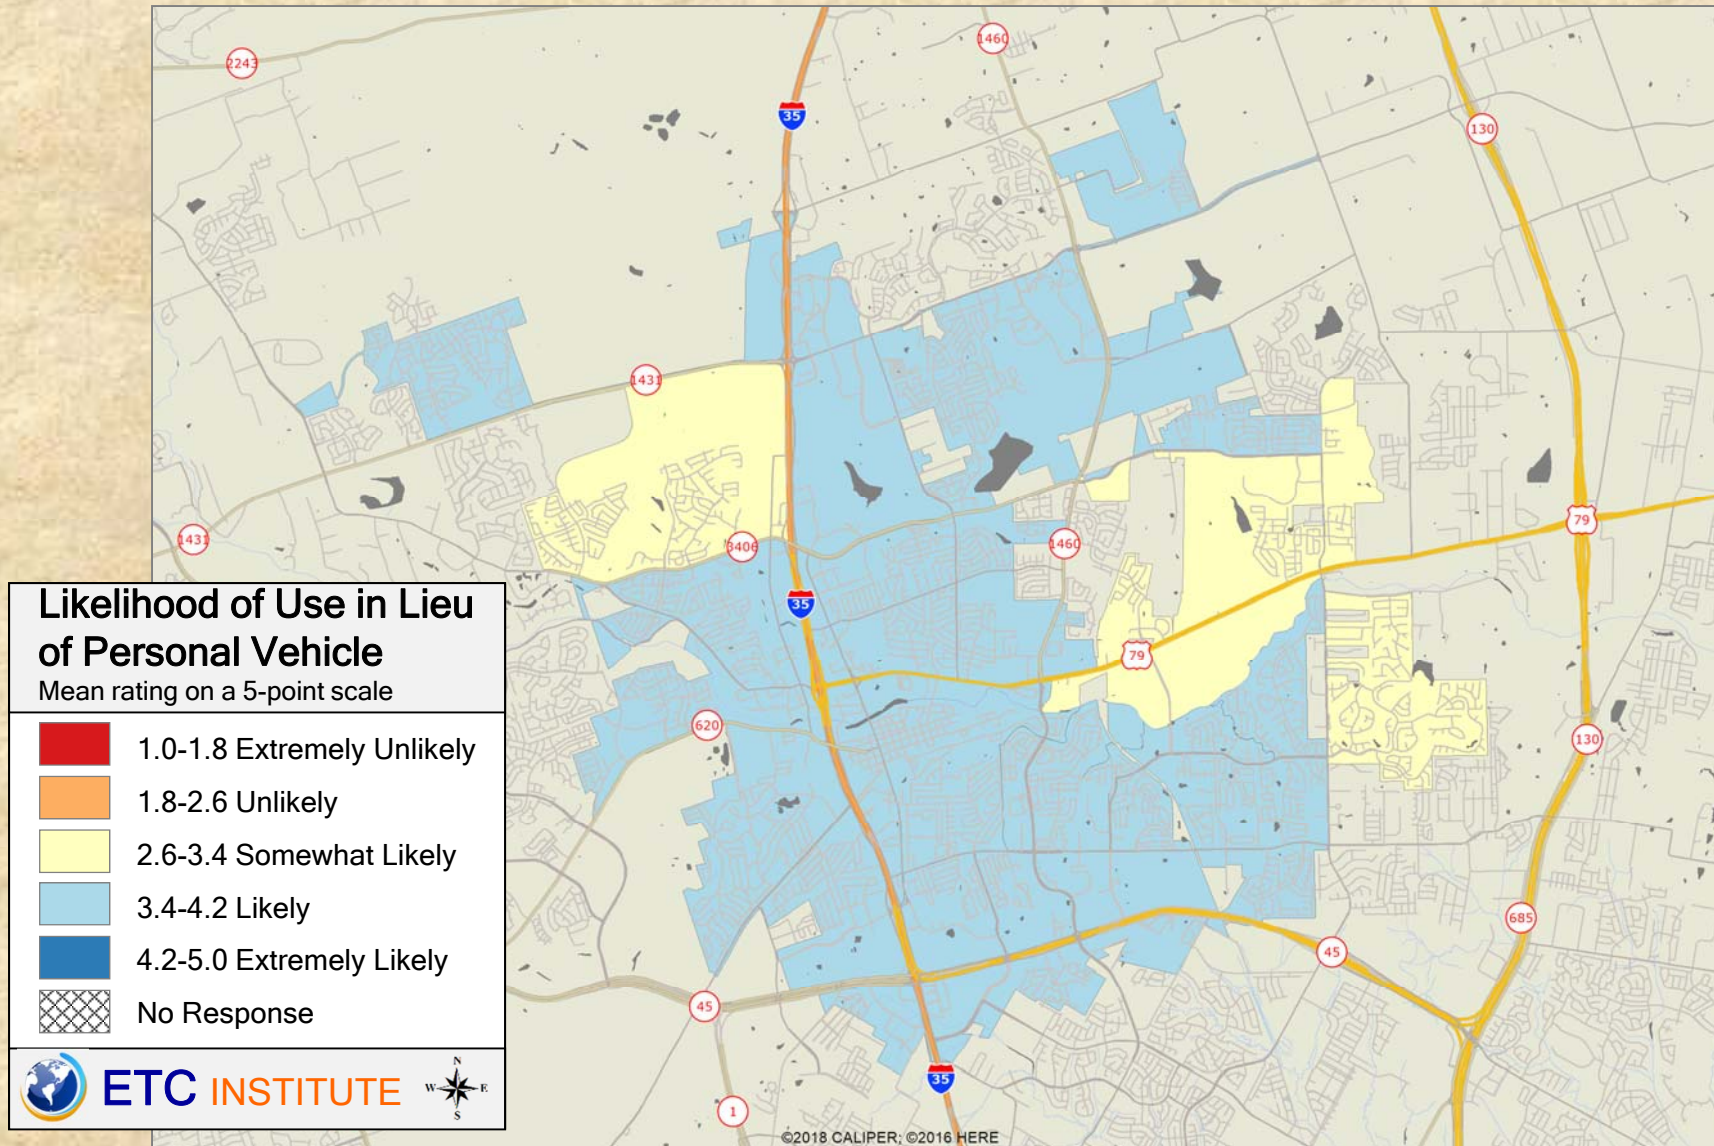 2243
1460
35
130
1431
1431
3406
1460
79
35
79
620
130
685
45
45
35
1
Likelihood of Use in Lieu
of Personal Vehicle
Mean rating on a 5-point scale
1.0-1.8 Extremely Unlikely
1.8-2.6 Unlikely
2.6-3.4 Somewhat Likely
3.4-4.2 Likely
4.2-5.0 Extremely Likely
No Response
ETC INSTITUTE
N
W E
S
©2018 CALIPER; ©2016 HERE